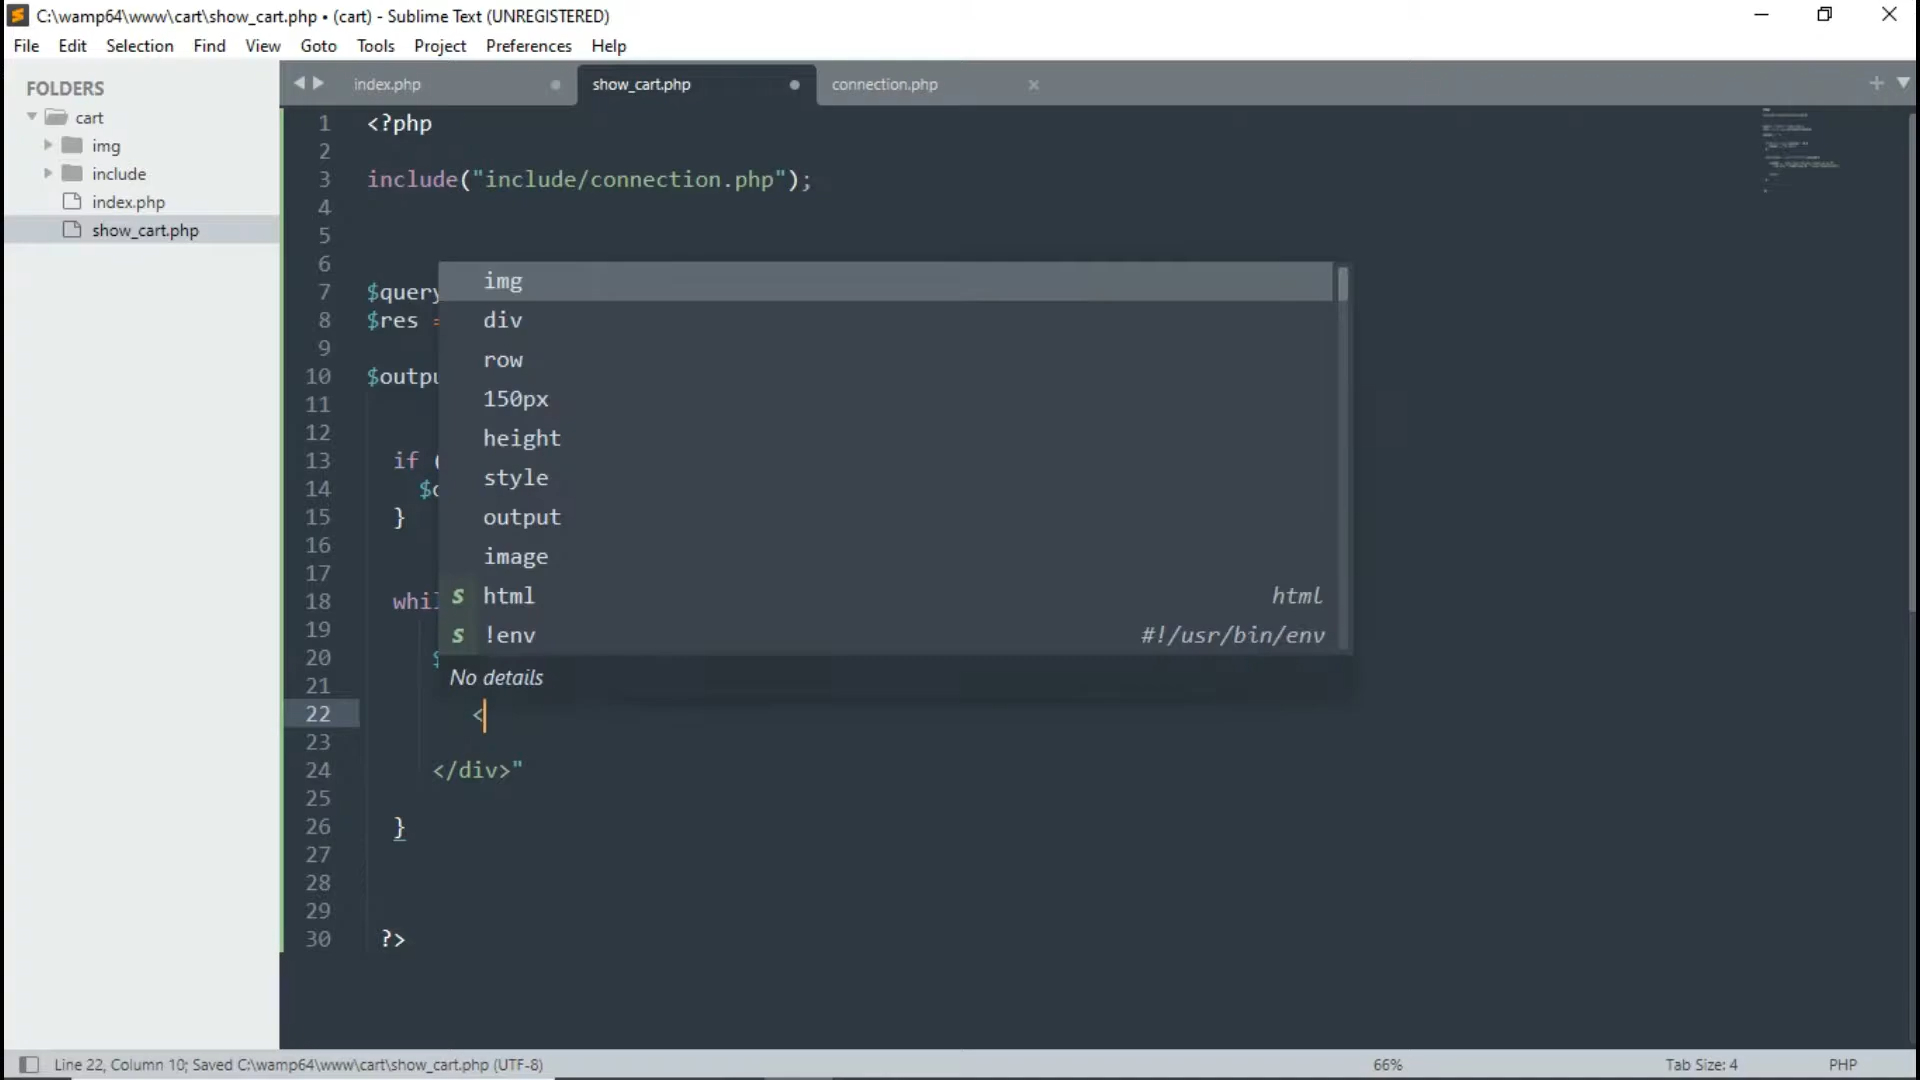 C:\wamp64\www\cart\show_cart.php • (cart) - Sublime Text (UNREGISTERED)
File Edit Selection Find View Goto Tools Project Preferences Help
FOLDERS
cart
img
include
index.php
show_cart.php
index.php show_cart.php connection.php
1 <?php
2
3 include("include/connection.php");
4
5
6
7 $query
8 $res =
9
10 $outpu
11
12
13 if (
14 $o
15 }
16
17
18 whil
19
20 $
21
22 <
23
24 </div>"
25
26 }
27
28
29
30 ?>
img
div
row
150px
height
style
output
image
s html html
s !env #!/usr/bin/env
No details
Line 22, Column 10; Saved C:\wamp64\www\cart\show_cart.php (UTF-8) 66% Tab Size: 4 PHP